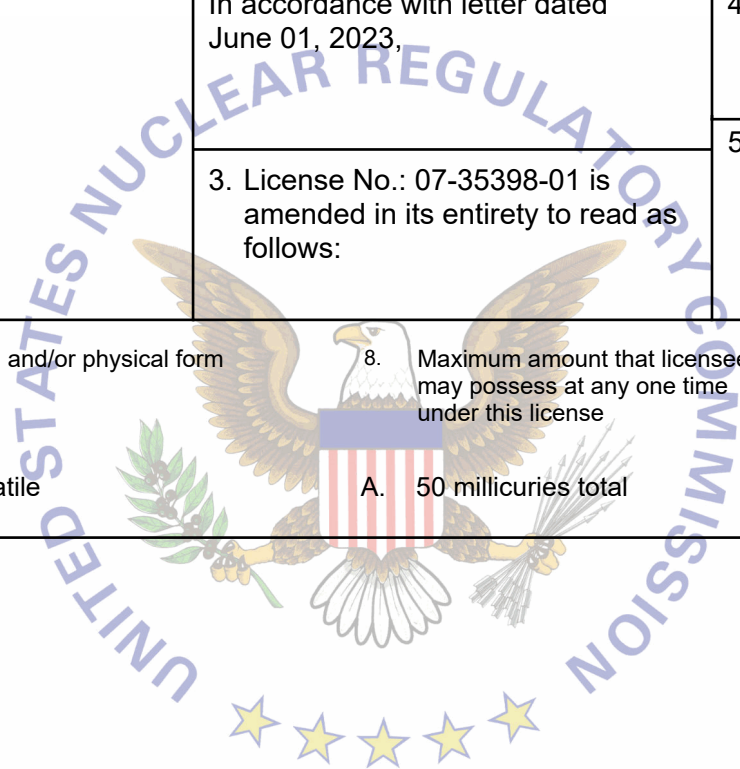 In accordance with letter dated
June 01, 2023,
4
5
3. License No.: 07-35398-01 is
amended in its entirety to read as
follows:
and/or physical form
8. Maximum amount that licensee
may possess at any one time
under this license
atile
A. 50 millicuries total
UNITED STATES NUCLEAR REGULATORY COMMISSION